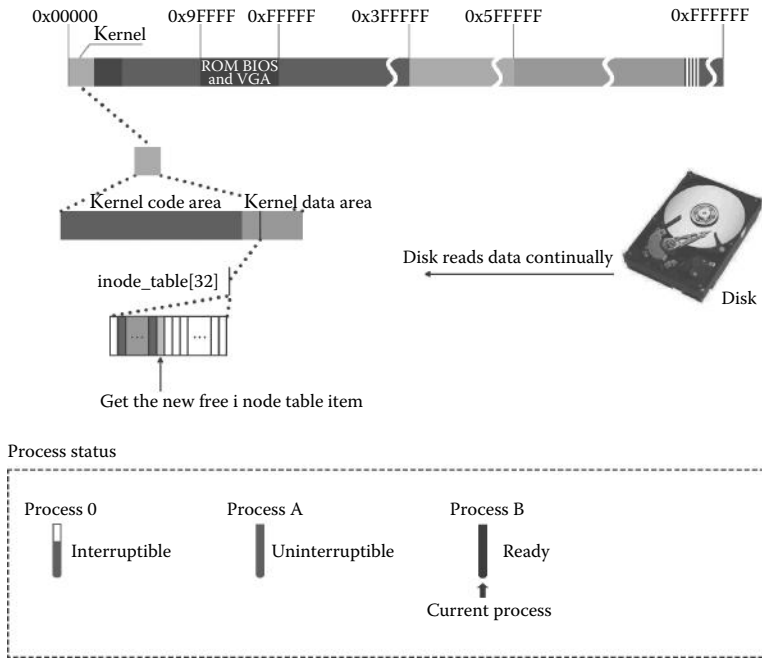 Kernel
0x00000 0x9FFFF 0xFFFFF 0x3FFFFF 0x5FFFFF 0xFFFFFF
ROM BIOS
and VGA
Kernel code area Kernel data area
Disk reads data continually
inode_table[32]
Disk
... ...
Get the new free i node table item
Process status
Process 0 Process A Process B
Interruptible Uninterruptible Ready
Current process